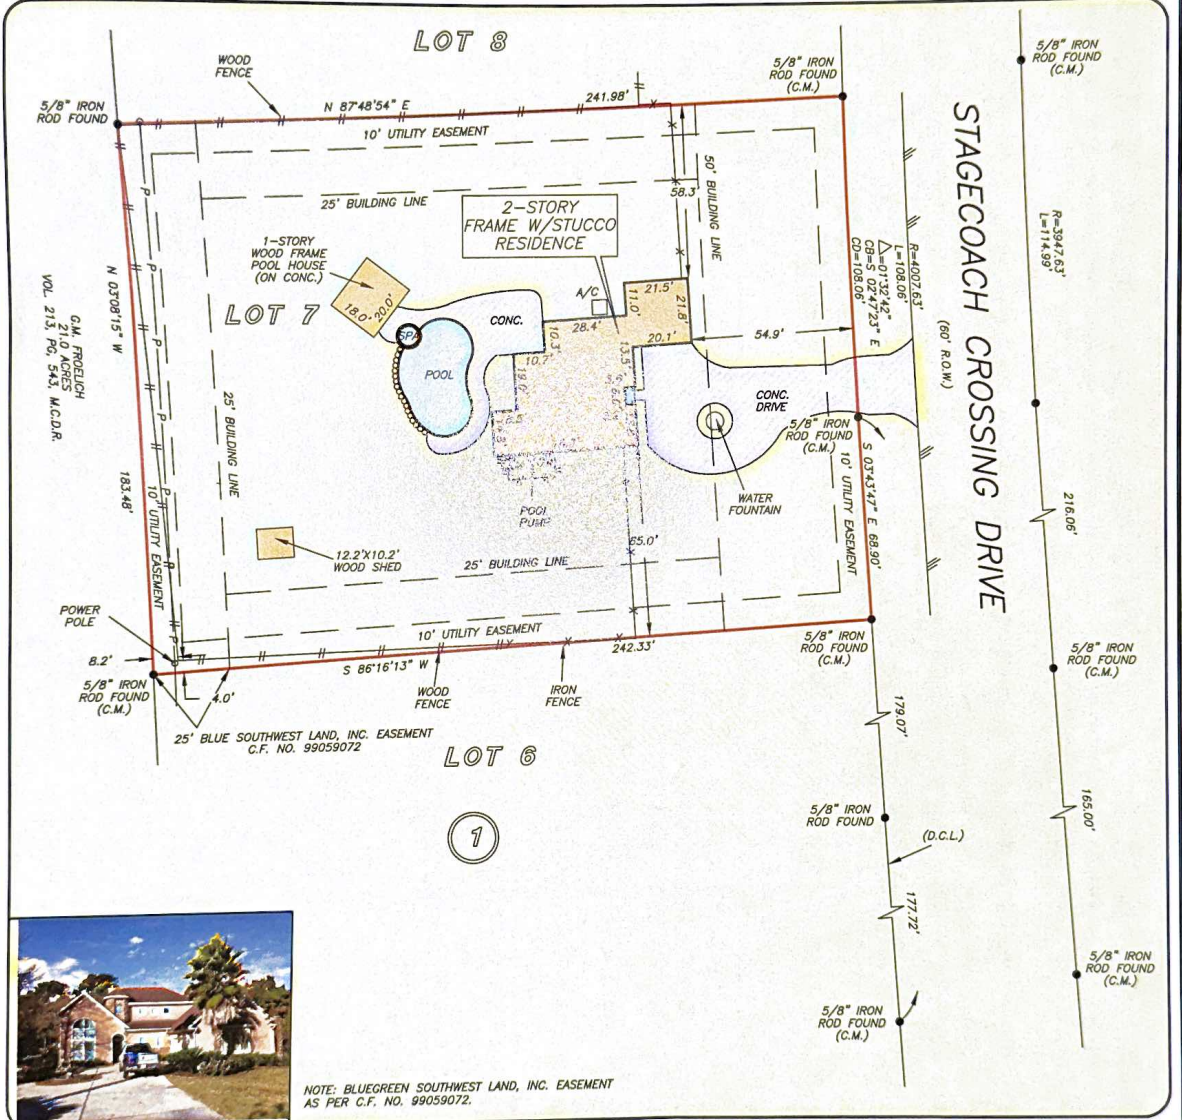 LOT 8
WOOD
FENCE
5/8" IRON
ROD FOUND
N 87°48'54" E
241.98'
10' UTILITY EASEMENT
5/8" IRON
ROD FOUND
(C.M.)
5/8" IRON
ROD FOUND
(C.M.)
25' BUILDING LINE
58.3'
50' BUILDING LINE
2-STORY
FRAME W/STUCCO
RESIDENCE
1-STORY
WOOD FRAME
POOL HOUSE
(ON CONC.)
18.0'
20.0'
LOT 7
SPA
POOL
CONC.
A/C
28.4'
11.0'
21.5'
21.8'
20.1'
13.5'
10.3'
10.7'
54.9'
CONC.
DRIVE
WATER
FOUNTAIN
POOL
PUMP
R=4007.63'
L=108.06'
Δ=01°32'42"
CB=S 02°47'23" E
CD=108.06'
STAGECOACH CROSSING DRIVE
(60' R.O.W.)
R=3947.63'
L=114.99'
216.06'
165.00'
N 03°08'15" W
183.48'
G.M. FROELICH
21.0 ACRES
VOL. 213, PG. 543, M.C.D.R.
25' BUILDING LINE
10' UTILITY EASEMENT
P
P
P
P
P
P
P
5/8" IRON
ROD FOUND
(C.M.)
S 03°43'47" E 68.90'
10' UTILITY EASEMENT
12.2'X10.2'
WOOD SHED
25' BUILDING LINE
65.0'
POWER
POLE
8.2'
4.0'
10' UTILITY EASEMENT
S 86°16'13" W
242.33'
WOOD
FENCE
IRON
FENCE
5/8" IRON
ROD FOUND
(C.M.)
5/8" IRON
ROD FOUND
(C.M.)
25' BLUE SOUTHWEST LAND, INC. EASEMENT
C.F. NO. 99059072
LOT 6
1
179.07'
5/8" IRON
ROD FOUND
(D.C.L.)
177.72'
5/8" IRON
ROD FOUND
(C.M.)
5/8" IRON
ROD FOUND
(C.M.)
NOTE: BLUEGREEN SOUTHWEST LAND, INC. EASEMENT
AS PER C.F. NO. 99059072.